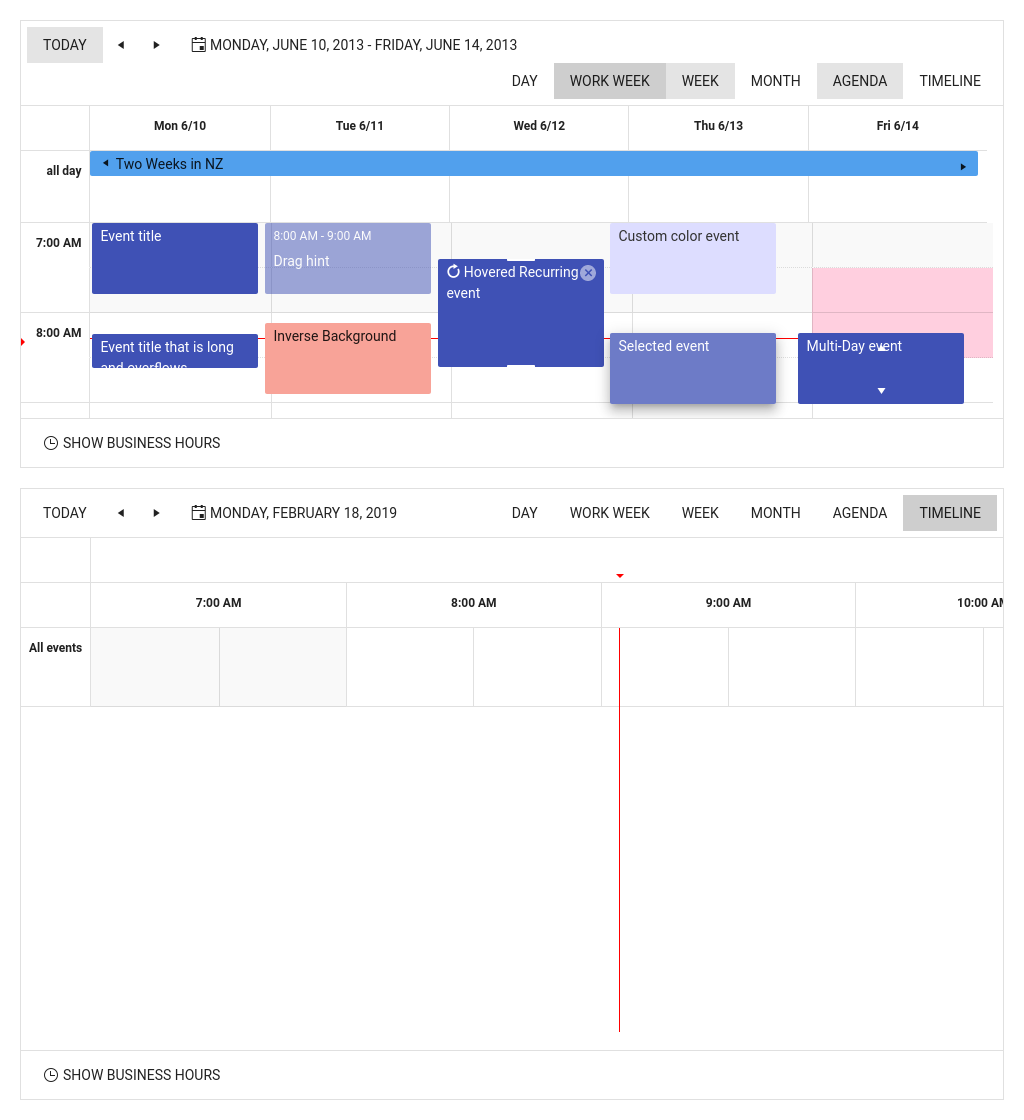 TODAY
MONDAY, JUNE 10, 2013 - FRIDAY, JUNE 14, 2013
DAY WORK WEEK WEEK MONTH AGENDA TIMELINE
Mon 6/10 Tue 6/11 Wed 6/12 Thu 6/13 Fri 6/14
all day
Two Weeks in NZ
7:00 AM
Event title
8:00 AM - 9:00 AM
Drag hint
Hovered Recurring
event
Custom color event
8:00 AM
Event title that is long
and overflows
Inverse Background
Selected event
Multi-Day event
SHOW BUSINESS HOURS
TODAY
MONDAY, FEBRUARY 18, 2019
DAY WORK WEEK WEEK MONTH AGENDA TIMELINE
7:00 AM 8:00 AM 9:00 AM 10:00 AM
All events
SHOW BUSINESS HOURS